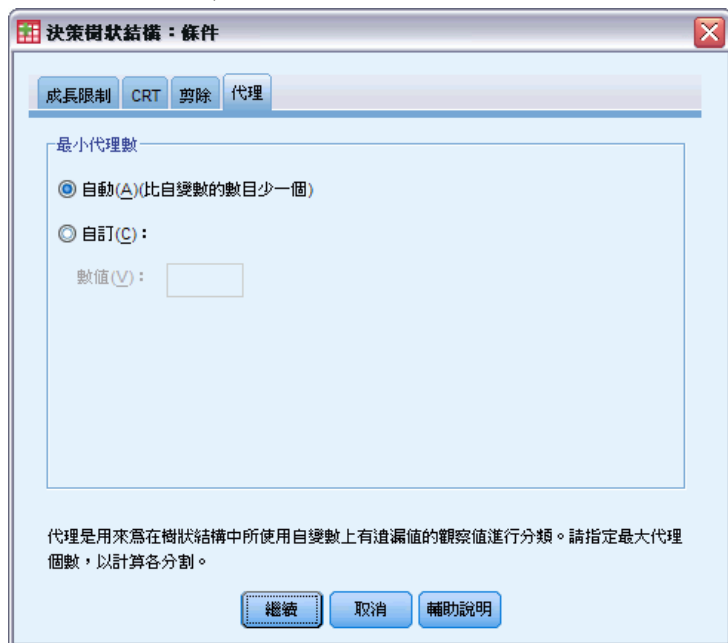 決策樹狀結構：條件
成長限制 CRT 剪除 代理
最小代理數
自動(A)(比自變數的數目少一個)
自訂(C)：
數值(V)：
代理是用來為在樹狀結構中所使用自變數上有遺漏值的觀察值進行分類。請指定最大代理
個數，以計算各分割。
繼續 取消 輔助說明